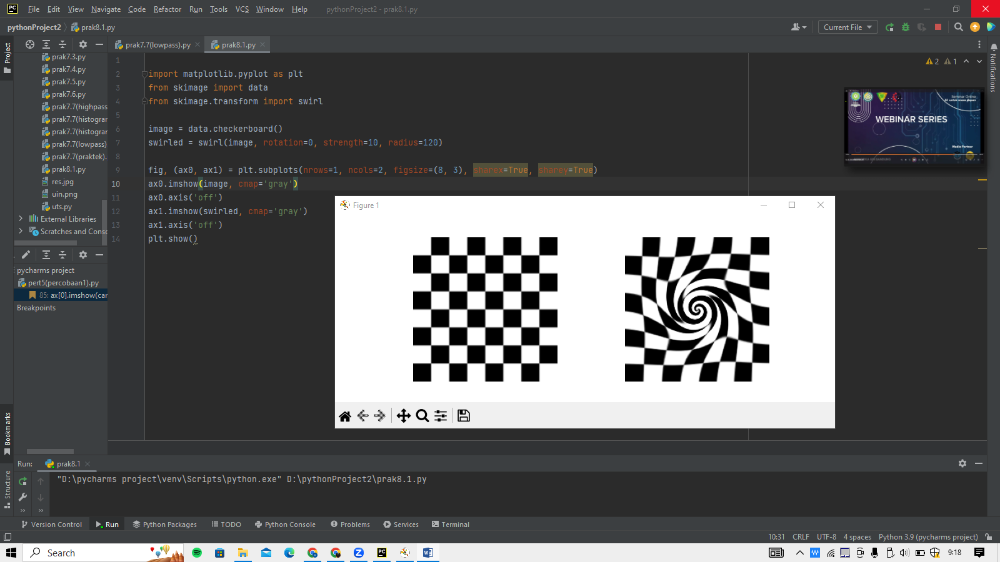 File Edit View Navigate Code Refactor Run Tools VCS Window Help pythonProject2 - prak8.1.py
pythonProject2 prak8.1.py Current File
Project
prak7.7(lowpass).py prak8.1.py
prak7.3.py
prak7.4.py
prak7.5.py
prak7.6.py
prak7.7(highpass
prak7.7(histogran
prak7.7(histogran
prak7.7(lowpass)
prak7.7(praktek).
prak8.1.py
res.jpg
uin.png
uts.py
External Libraries
Scratches and Conso
pycharms project
pert5(percobaan1).py
85: ax[0].imshow(car
Breakpoints
1
2 import matplotlib.pyplot as plt
3 from skimage import data
4 from skimage.transform import swirl
5
6 image = data.checkerboard()
7 swirled = swirl(image, rotation=0, strength=10, radius=120)
8
9 fig, (ax0, ax1) = plt.subplots(nrows=1, ncols=2, figsize=(8, 3), sharex=True, sharey=True)
10 ax0.imshow(image, cmap='gray')
11 ax0.axis('off')
12 ax1.imshow(swirled, cmap='gray')
13 ax1.axis('off')
14 plt.show()
2 1
Notifications
Seminar Online
AI untuk masa depan
WEBINAR SERIES
Media Partner
Figure 1
Bookmarks
Structure
Run: prak8.1
"D:\pycharms project\venv\Scripts\python.exe" D:\pythonProject2\prak8.1.py
Version Control Run Python Packages TODO Python Console Problems Services Terminal
10:31 CRLF UTF-8 4 spaces Python 3.9 (pycharms project)
Search 9:18